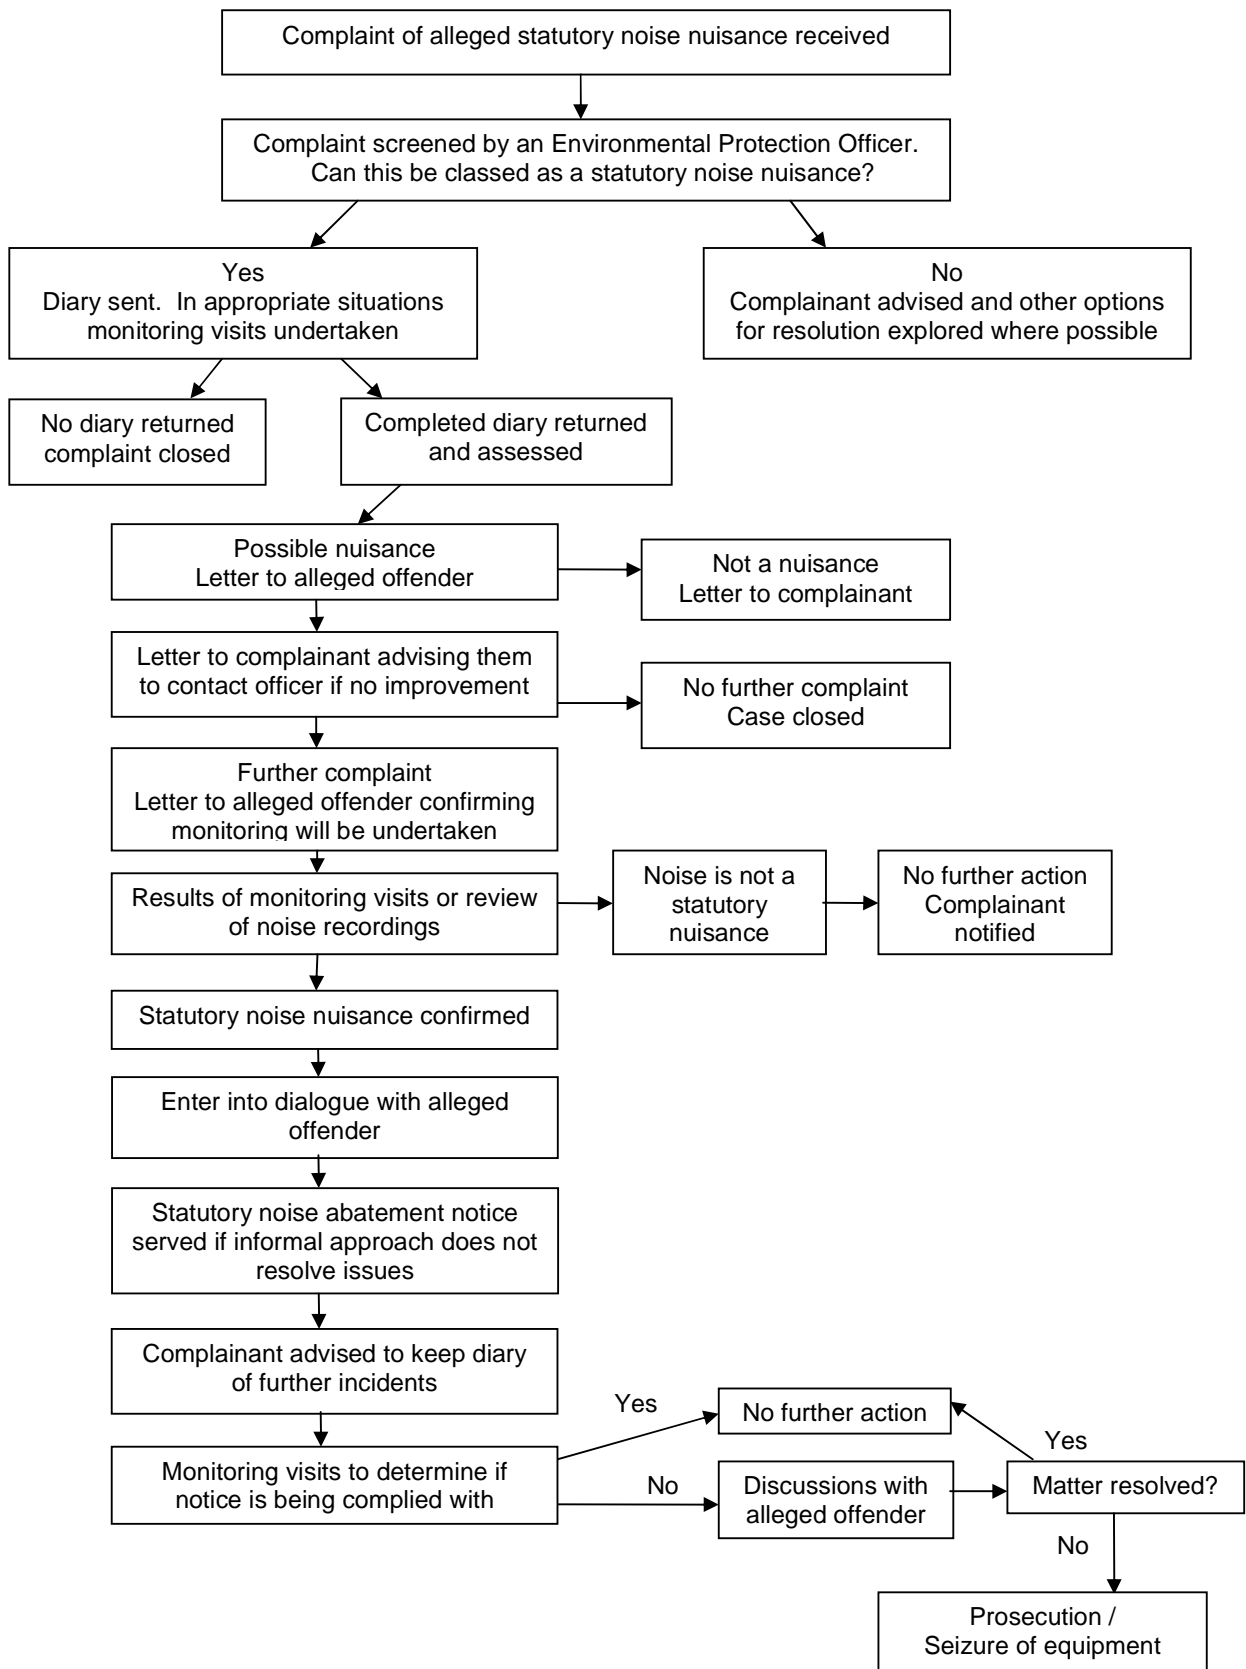 Complaint of alleged statutory noise nuisance received
Complaint screened by an Environmental Protection Officer.
Can this be classed as a statutory noise nuisance?
Yes
Diary sent.  In appropriate situations
monitoring visits undertaken
No
Complainant advised and other options
for resolution explored where possible
No diary returned
complaint closed
Completed diary returned
and assessed
Possible nuisance
Letter to alleged offender
Not a nuisance
Letter to complainant
Letter to complainant advising them
to contact officer if no improvement
No further complaint
Case closed
Further complaint
Letter to alleged offender confirming
monitoring will be undertaken
Results of monitoring visits or review
of noise recordings
Noise is not a
statutory
nuisance
No further action
Complainant
notified
Statutory noise nuisance confirmed
Enter into dialogue with alleged
offender
Statutory noise abatement notice
served if informal approach does not
resolve issues
Complainant advised to keep diary
of further incidents
Yes
No further action
Yes
Monitoring visits to determine if
notice is being complied with
No
Discussions with
alleged offender
Matter resolved?
No
Prosecution /
Seizure of equipment